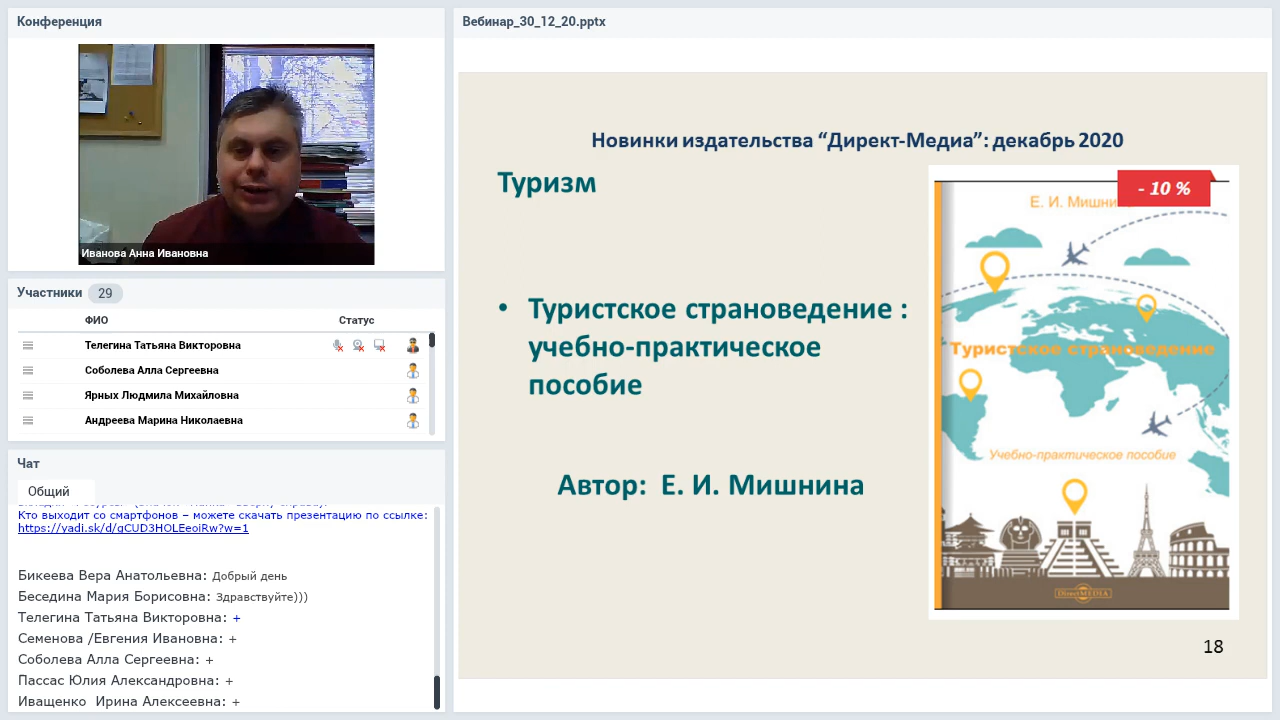 Конференция
Иванова Анна Ивановна
Участники 29
ФИО Статус
Телегина Татьяна Викторовна
Соболева Алла Сергеевна
Ярных Людмила Михайловна
Андреева Марина Николаевна
Чат
Общий
Кто выходит со смартфонов – можете скачать презентацию по ссылке:
https://yadi.sk/d/gCUD3HOLEeoiRw?w=1
Бикеева Вера Анатольевна: Добрый день
Беседина Мария Борисовна: Здравствуйте)))
Телегина Татьяна Викторовна: +
Семенова /Евгения Ивановна: +
Соболева Алла Сергеевна: +
Пассас Юлия Александровна: +
Иващенко Ирина Алексеевна: +
Вебинар_30_12_20.pptx
Новинки издательства “Директ-Медиа”: декабрь 2020
Туризм
• Туристское страноведение :
учебно-практическое
пособие
Автор: Е. И. Мишнина
- 10 %
Е. И. Мишни
Туристское страноведение
Учебно-практическое пособие
DirectMEDIA
18